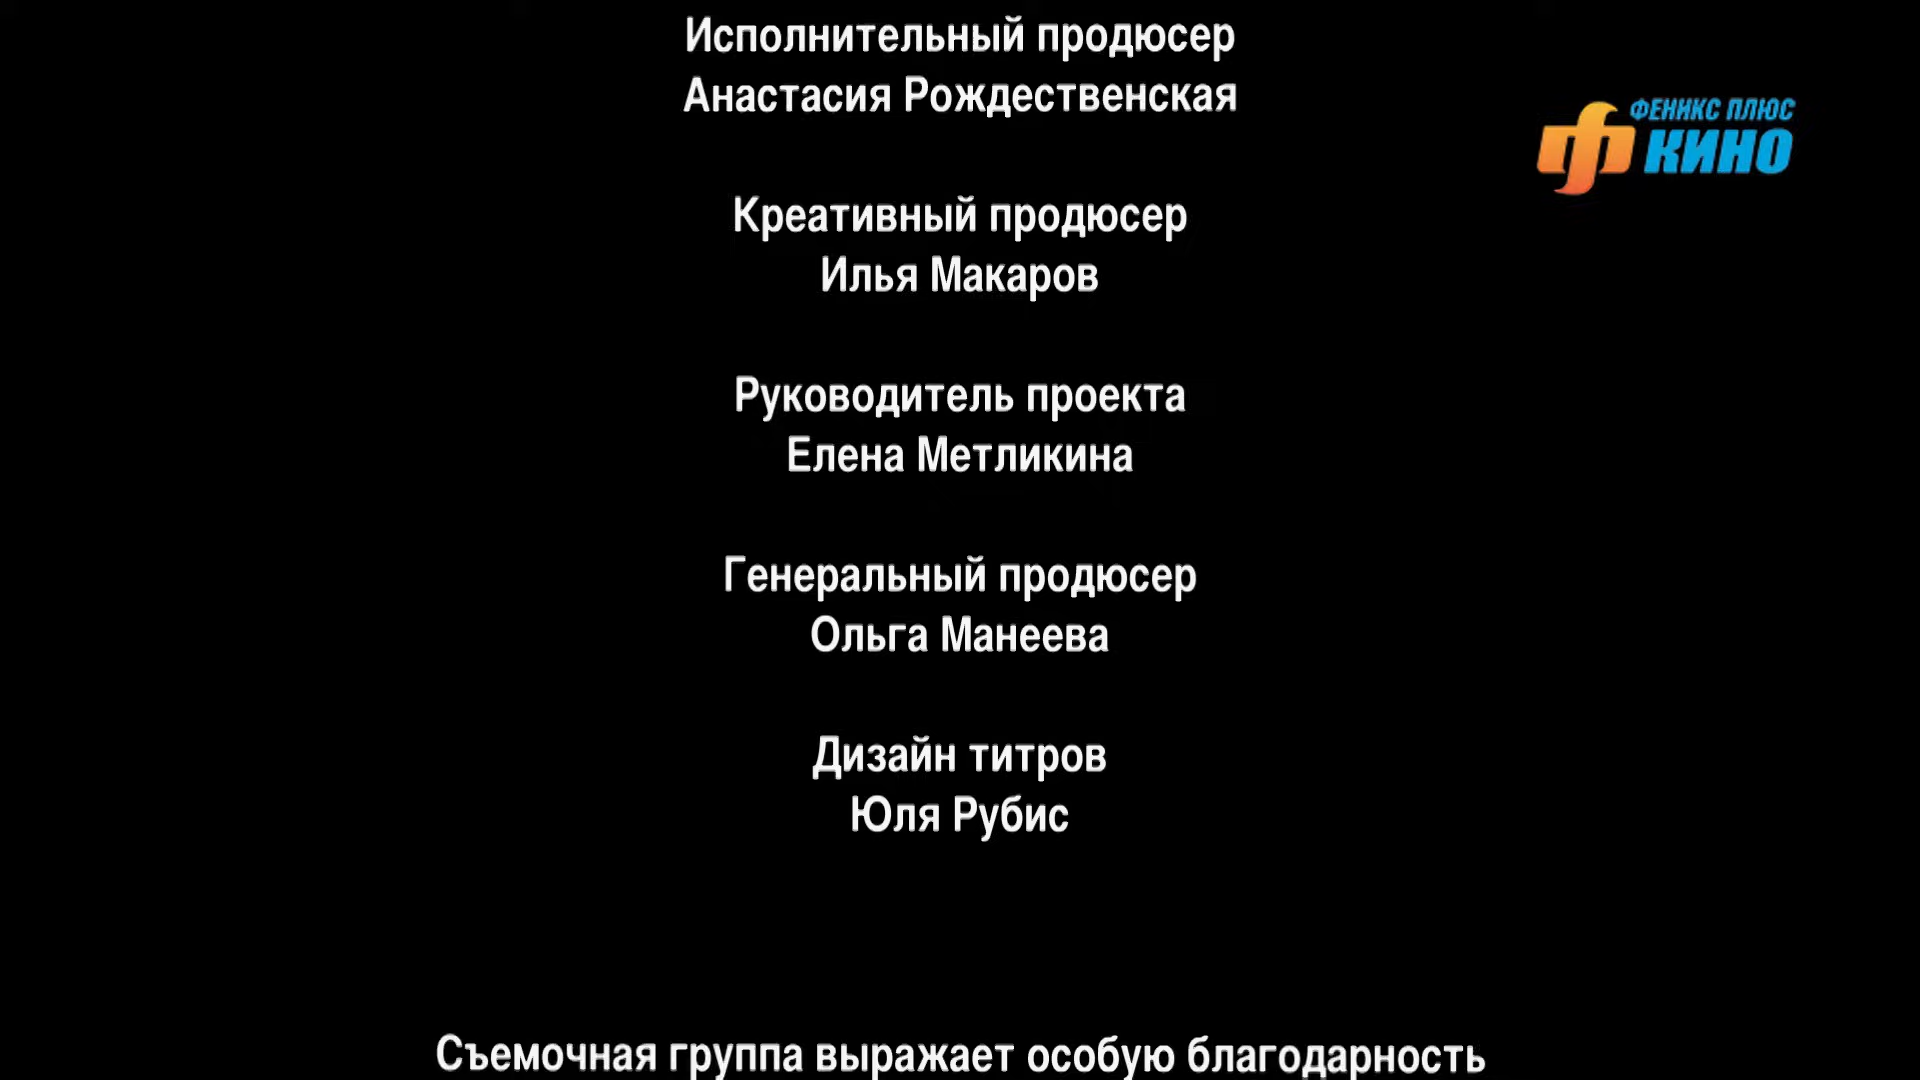 Исполнительный продюсер
Анастасия Рождественская
ФЕНИКС ПЛЮС
КИНО
Креативный продюсер
Илья Макаров
Руководитель проекта
Елена Метликина
Генеральный продюсер
Ольга Манеева
Дизайн титров
Юля Рубис
Съемочная группа выражает особую благодарность